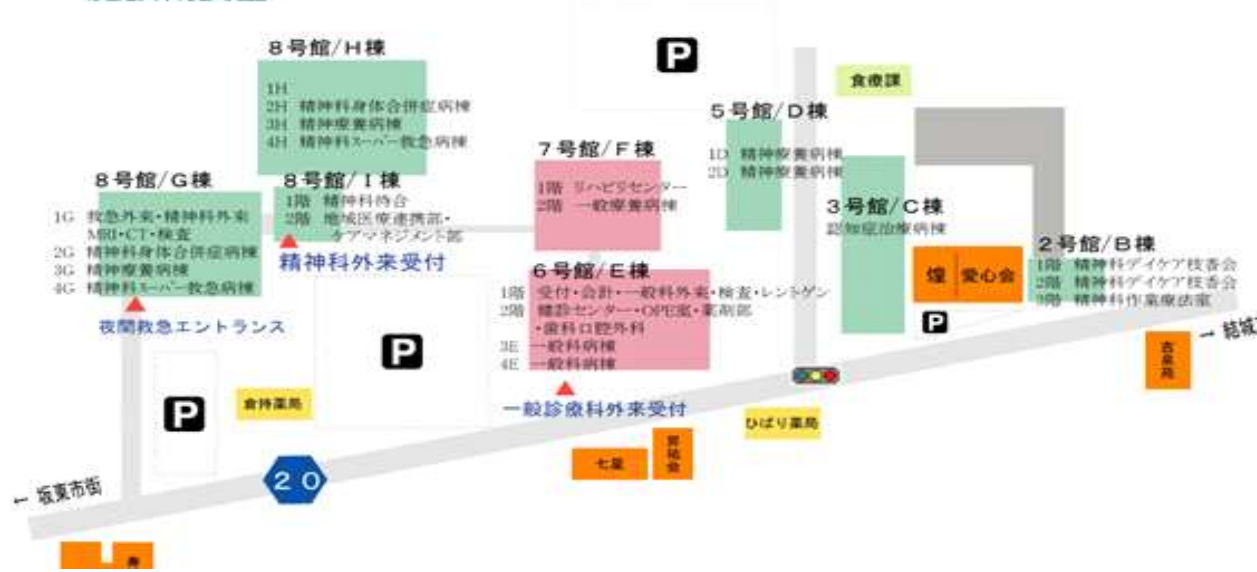 8号館/H棟
1H
2H 精神科身体合併症病棟
3H 精神療養病棟
4H 精神科スーパー救急病棟
P
食療課
5号館/D棟
1D 精神療養病棟
2D 精神療養病棟
7号館/F棟
1階 リハビリセンター
2階 一般療養病棟
8号館/G棟
1G 救急外来・精神科外来
MRI・CT・検査
2G 精神科身体合併症病棟
3G 精神療養病棟
4G 精神科スーパー救急病棟
夜間救急エントランス
8号館/I棟
1階 精神科待合
2階 地域医療連携部・
ケアマネジメント部
精神科外来受付
3号館/C棟
認知症治療病棟
煌 愛心会
2号館/B棟
1階 精神科デイケア枝香会
2階 精神科デイケア枝香会
3階 精神科作業療法室
P
6号館/E棟
1階 受付・会計・一般科外来・検査・レントゲン
2階 健診センター・OPE室・薬剤部
・歯科口腔外科
3E 一般科病棟
4E 一般科病棟
一般診療科外来受付
P
P
倉持薬局
ひばり薬局
→ 結城
古泉苑
七星
昇祐会
20
← 坂東市街
寿